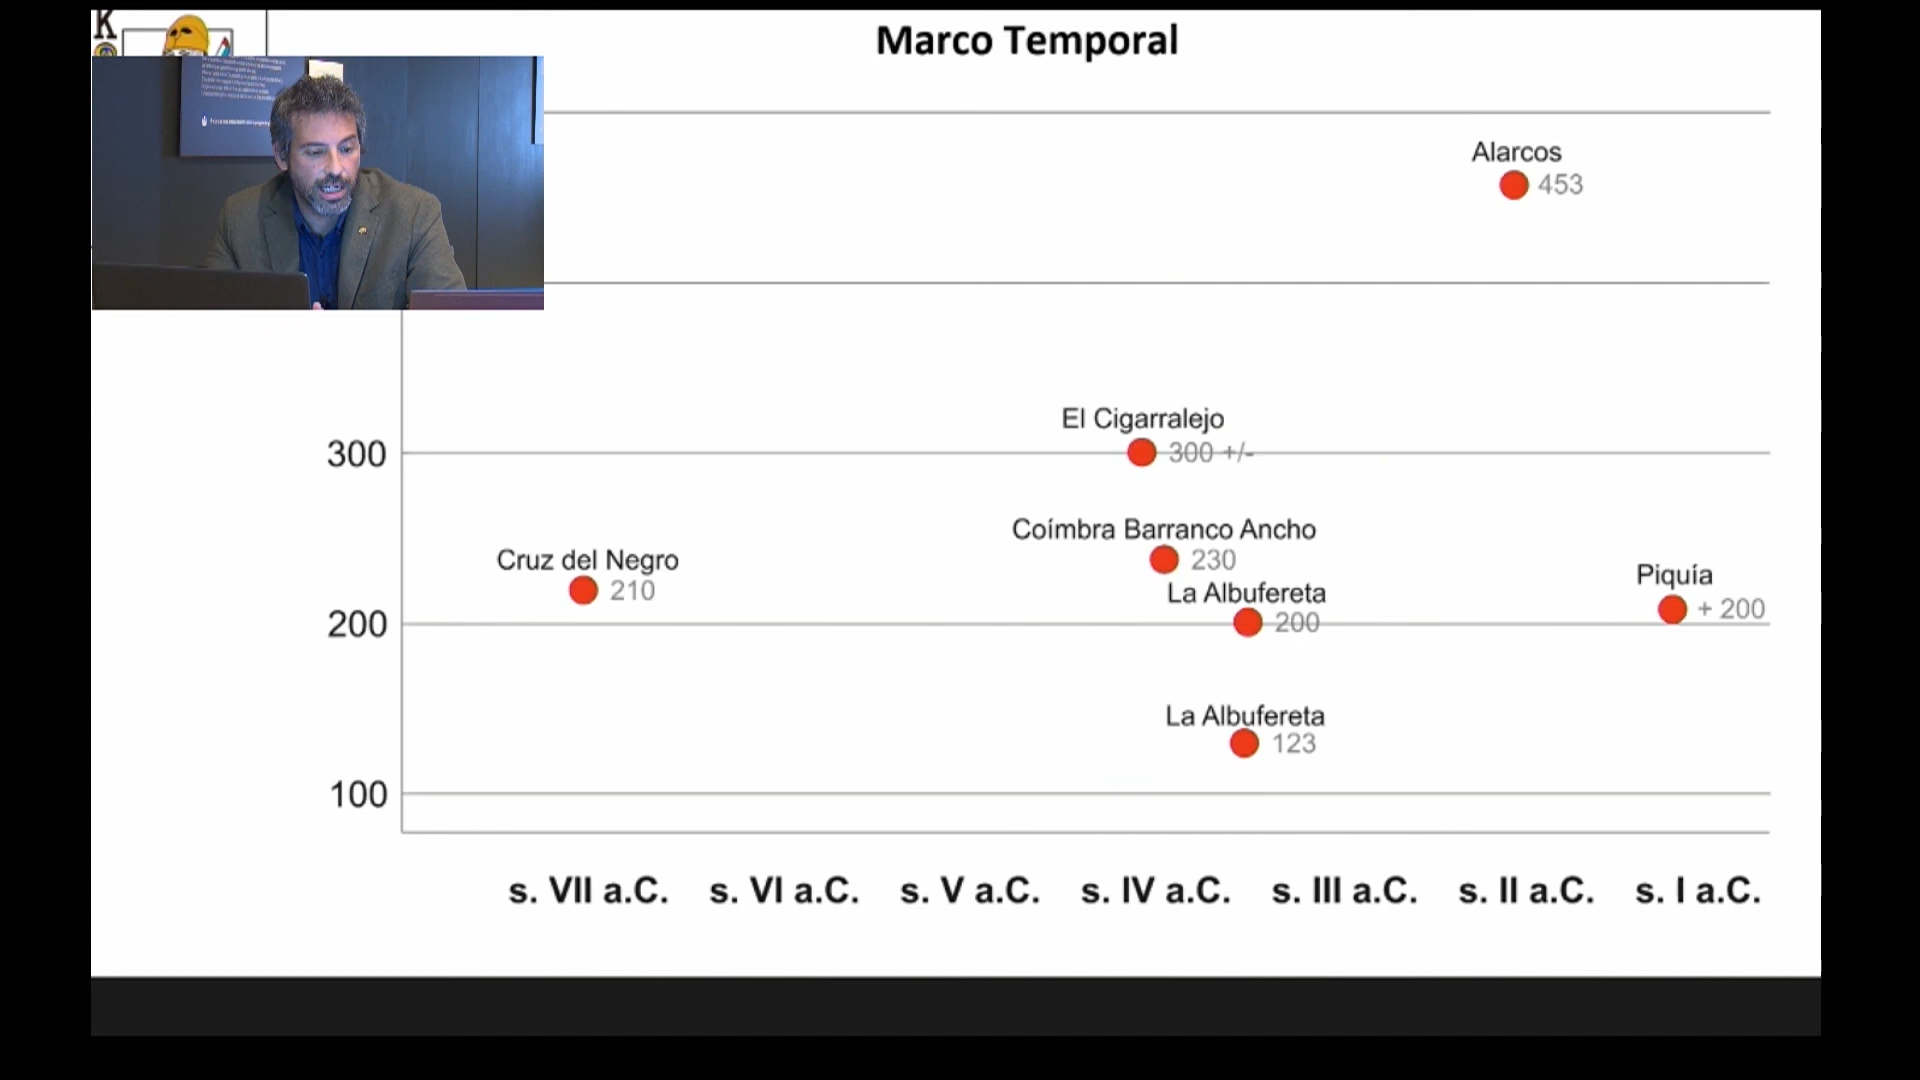 K
Marco Temporal
Alarcos
453
El Cigarralejo
300 +/-
300
Coímbra Barranco Ancho
230
Cruz del Negro
210
La Albufereta
200
Piquía
+ 200
200
La Albufereta
123
100
s. VII a.C. s. VI a.C. s. V a.C. s. IV a.C. s. III a.C. s. II a.C. s. I a.C.